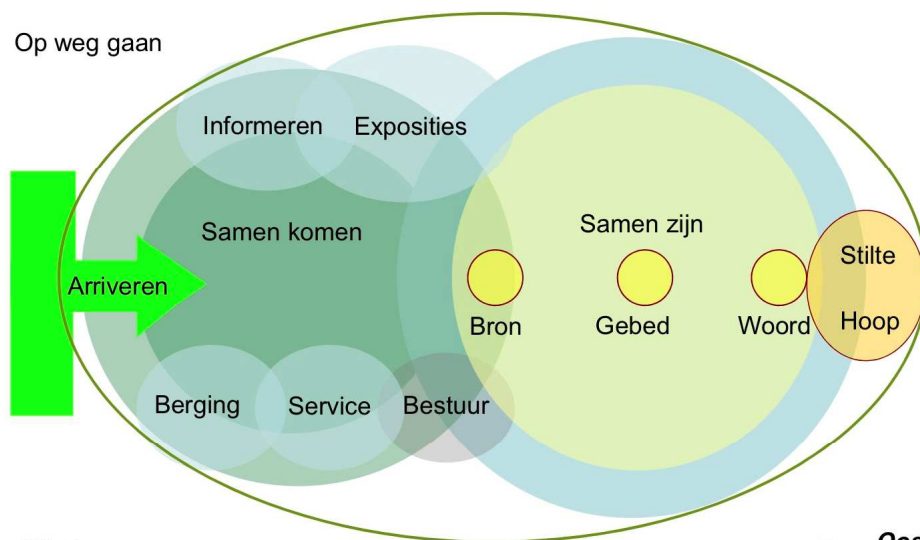 Op weg gaan
Informeren
Exposities
Samen komen
Samen zijn
Arriveren
Stilte
Hoop
Bron
Gebed
Woord
Berging
Service
Bestuur